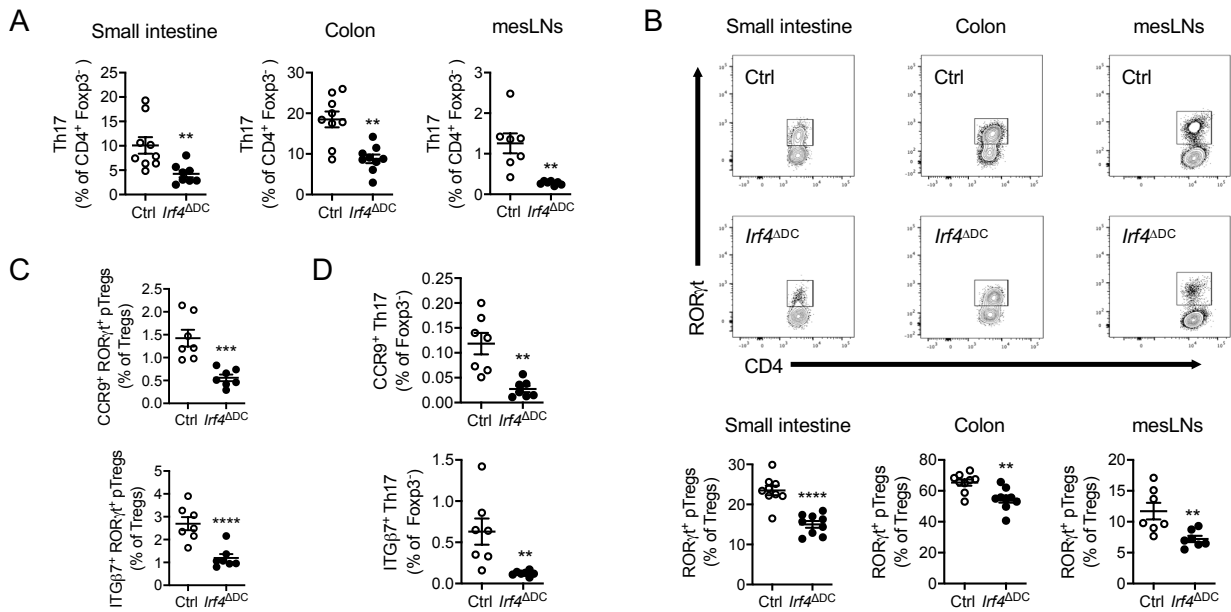 A
Small intestine
Colon
mesLNs
Th17
(% of CD4⁺ Foxp3⁻)
20
15
10
5
0
Ctrl Irf4ΔDC
**
Th17
(% of CD4⁺ Foxp3⁻)
30
20
10
0
Ctrl Irf4ΔDC
**
Th17
(% of CD4⁺ Foxp3⁻)
3
2
1
0
Ctrl Irf4ΔDC
**
B
Small intestine
Colon
mesLNs
Ctrl
Ctrl
Ctrl
Irf4ΔDC
Irf4ΔDC
Irf4ΔDC
RORγt
CD4
Small intestine
Colon
mesLNs
RORγt⁺ pTregs
(% of Tregs)
30
20
10
0
Ctrl Irf4ΔDC
****
RORγt⁺ pTregs
(% of Tregs)
80
60
40
20
0
Ctrl Irf4ΔDC
**
RORγt⁺ pTregs
(% of Tregs)
20
15
10
5
0
Ctrl Irf4ΔDC
**
C
CCR9⁺ RORγt⁺ pTregs
(% of Tregs)
2.5
2.0
1.5
1.0
0.5
0.0
Ctrl Irf4ΔDC
***
ITGβ7⁺ RORγt⁺ pTregs
(% of Tregs)
5
4
3
2
1
0
Ctrl Irf4ΔDC
****
D
CCR9⁺ Th17
(% of Foxp3⁻)
0.25
0.20
0.15
0.10
0.05
0.00
Ctrl Irf4ΔDC
**
ITGβ7⁺ Th17
(% of Foxp3⁻)
1.5
1.0
0.5
0.0
Ctrl Irf4ΔDC
**